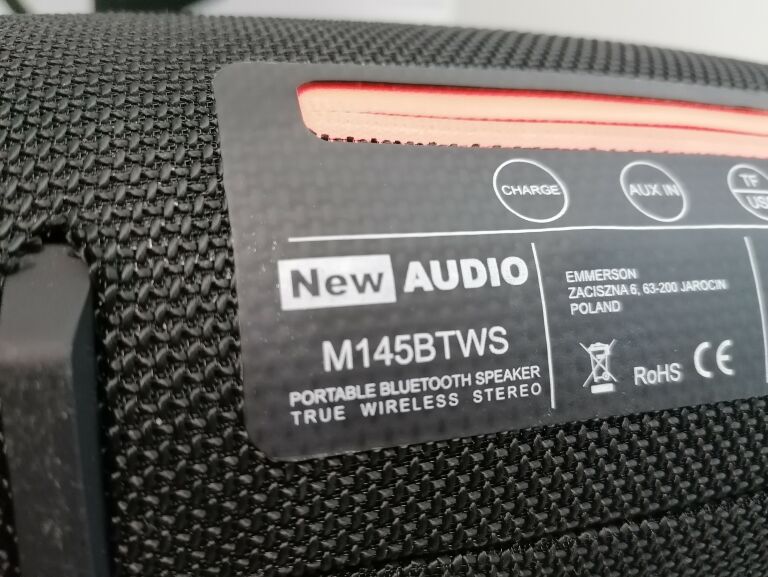 CHARGE
AUX IN
TF
USB
New AUDIO
M145BTWS
PORTABLE BLUETOOTH SPEAKER
TRUE WIRELESS STEREO
EMMERSON
ZACISZNA 6, 63-200 JAROCIN
POLAND
RoHS CE